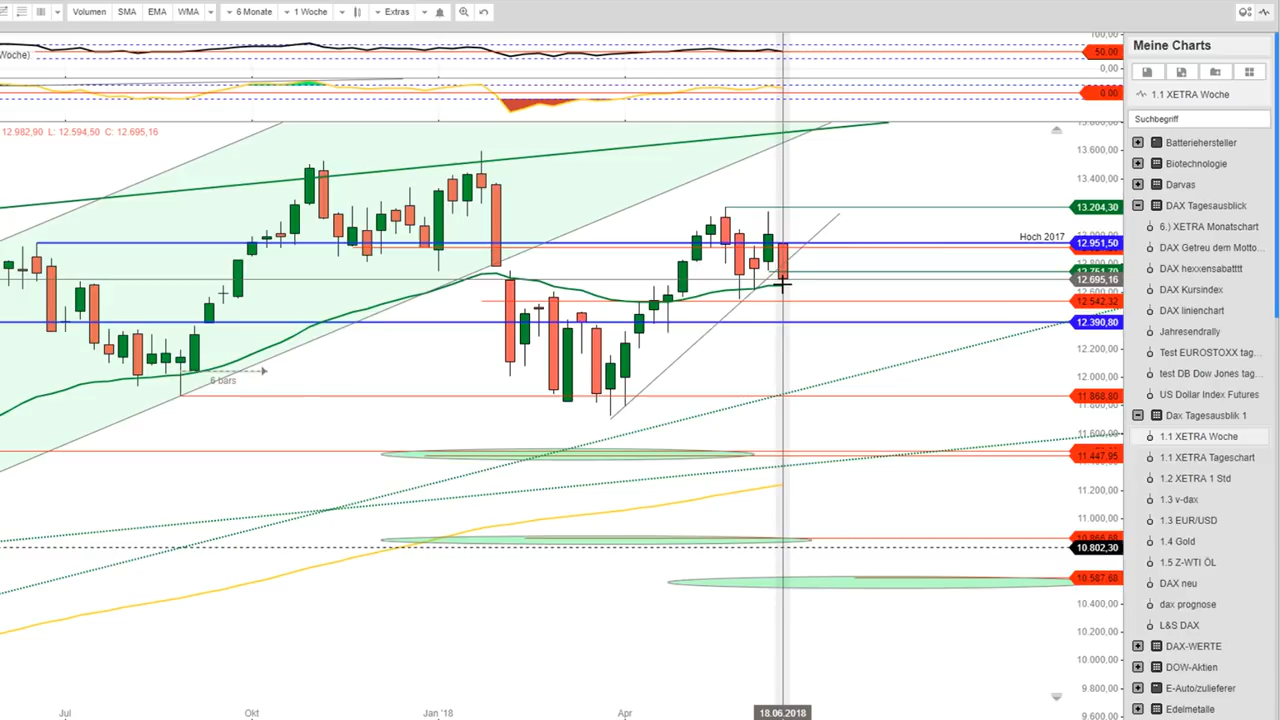 Volumen SMA EMA WMA 6 Monate 1 Woche Extras
Woche)
12.982,90 L: 12.594,50 C: 12.695,16
100,00
50.00
0,00
0.00
13.600,00
13.400,00
13.204,30
Hoch 2017
12.951,50
12.695,16
12.542,32
12.390,80
12.200,00
12.000,00
6 bars
11.868,80
11.600,00
11.447,95
11.200,00
11.000,00
10.802,30
10.587,68
10.400,00
10.200,00
10.000,00
9.800,00
9.600,00
Jul Okt Jan '18 Apr 18.06.2018
Meine Charts
1.1 XETRA Woche
Suchbegriff
Batteriehersteller
Biotechnologie
Darvas
DAX Tagesausblick
6.) XETRA Monatschart
DAX Getreu dem Motto...
DAX hexxensabatttt
DAX Kursindex
DAX linienchart
Jahresendrally
Test EUROSTOXX tag...
test DB Dow Jones tag...
US Dollar Index Futures
Dax Tagesausblik 1
1.1 XETRA Woche
1.1 XETRA Tageschart
1.2 XETRA 1 Std
1.3 v-dax
1.3 EUR/USD
1.4 Gold
1.5 Z-WTI ÖL
DAX neu
dax prognose
L&S DAX
DAX-WERTE
DOW-Aktien
E-Auto/zulieferer
Edelmetalle